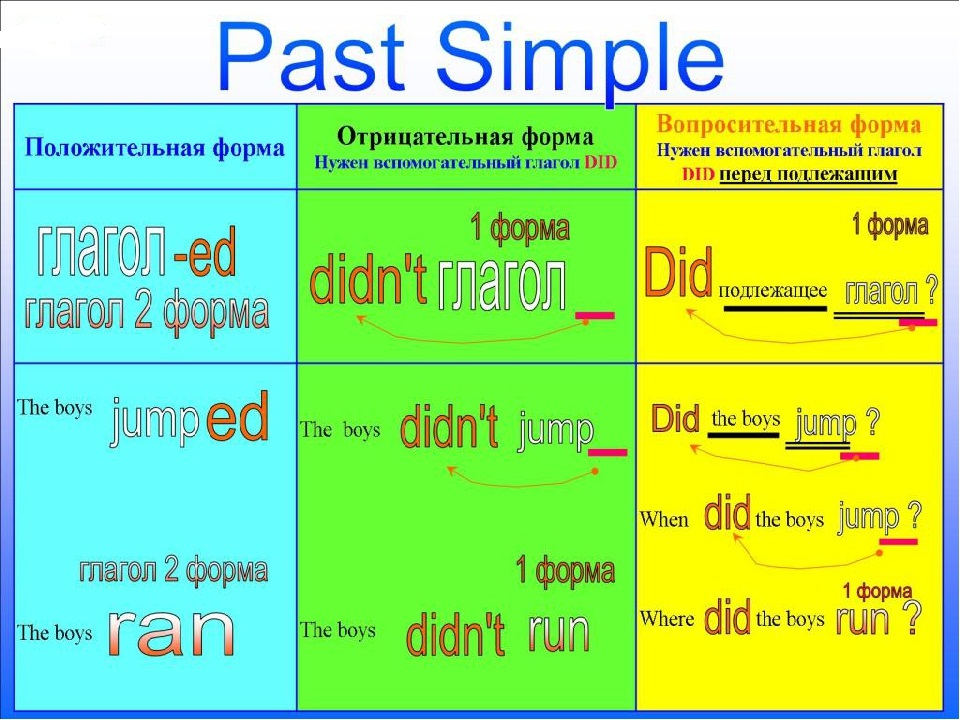 Past Simple
Положительная форма
Отрицательная форма
Нужен вспомогательный глагол DID
Вопросительная форма
Нужен вспомогательный глагол
DID перед подлежащим
глагол -ed
глагол 2 форма
1 форма
didn't глагол
1 форма
Did подлежащее глагол ?
The boys jumped
глагол 2 форма
The boys ran
The boys didn't jump
1 форма
The boys didn't run
Did the boys jump ?
When did the boys jump ?
1 форма
Where did the boys run ?